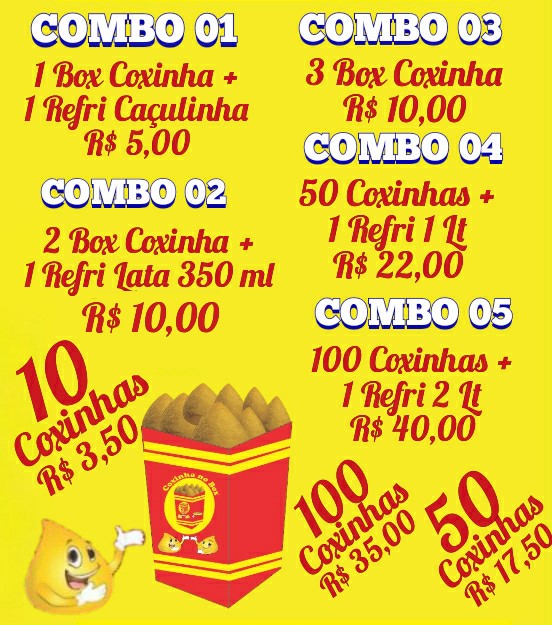 COMBO 01
1 Box Coxinha +
1 Refri Caçulinha
R$ 5,00
COMBO 02
2 Box Coxinha +
1 Refri Lata 350 ml
R$ 10,00
COMBO 03
3 Box Coxinha
R$ 10,00
COMBO 04
50 Coxinhas +
1 Refri 1 Lt
R$ 22,00
COMBO 05
100 Coxinhas +
1 Refri 2 Lt
R$ 40,00
10
Coxinhas
R$ 3,50
Coxinha na Box
100
Coxinhas
R$ 35,00
50
Coxinhas
R$ 17,50